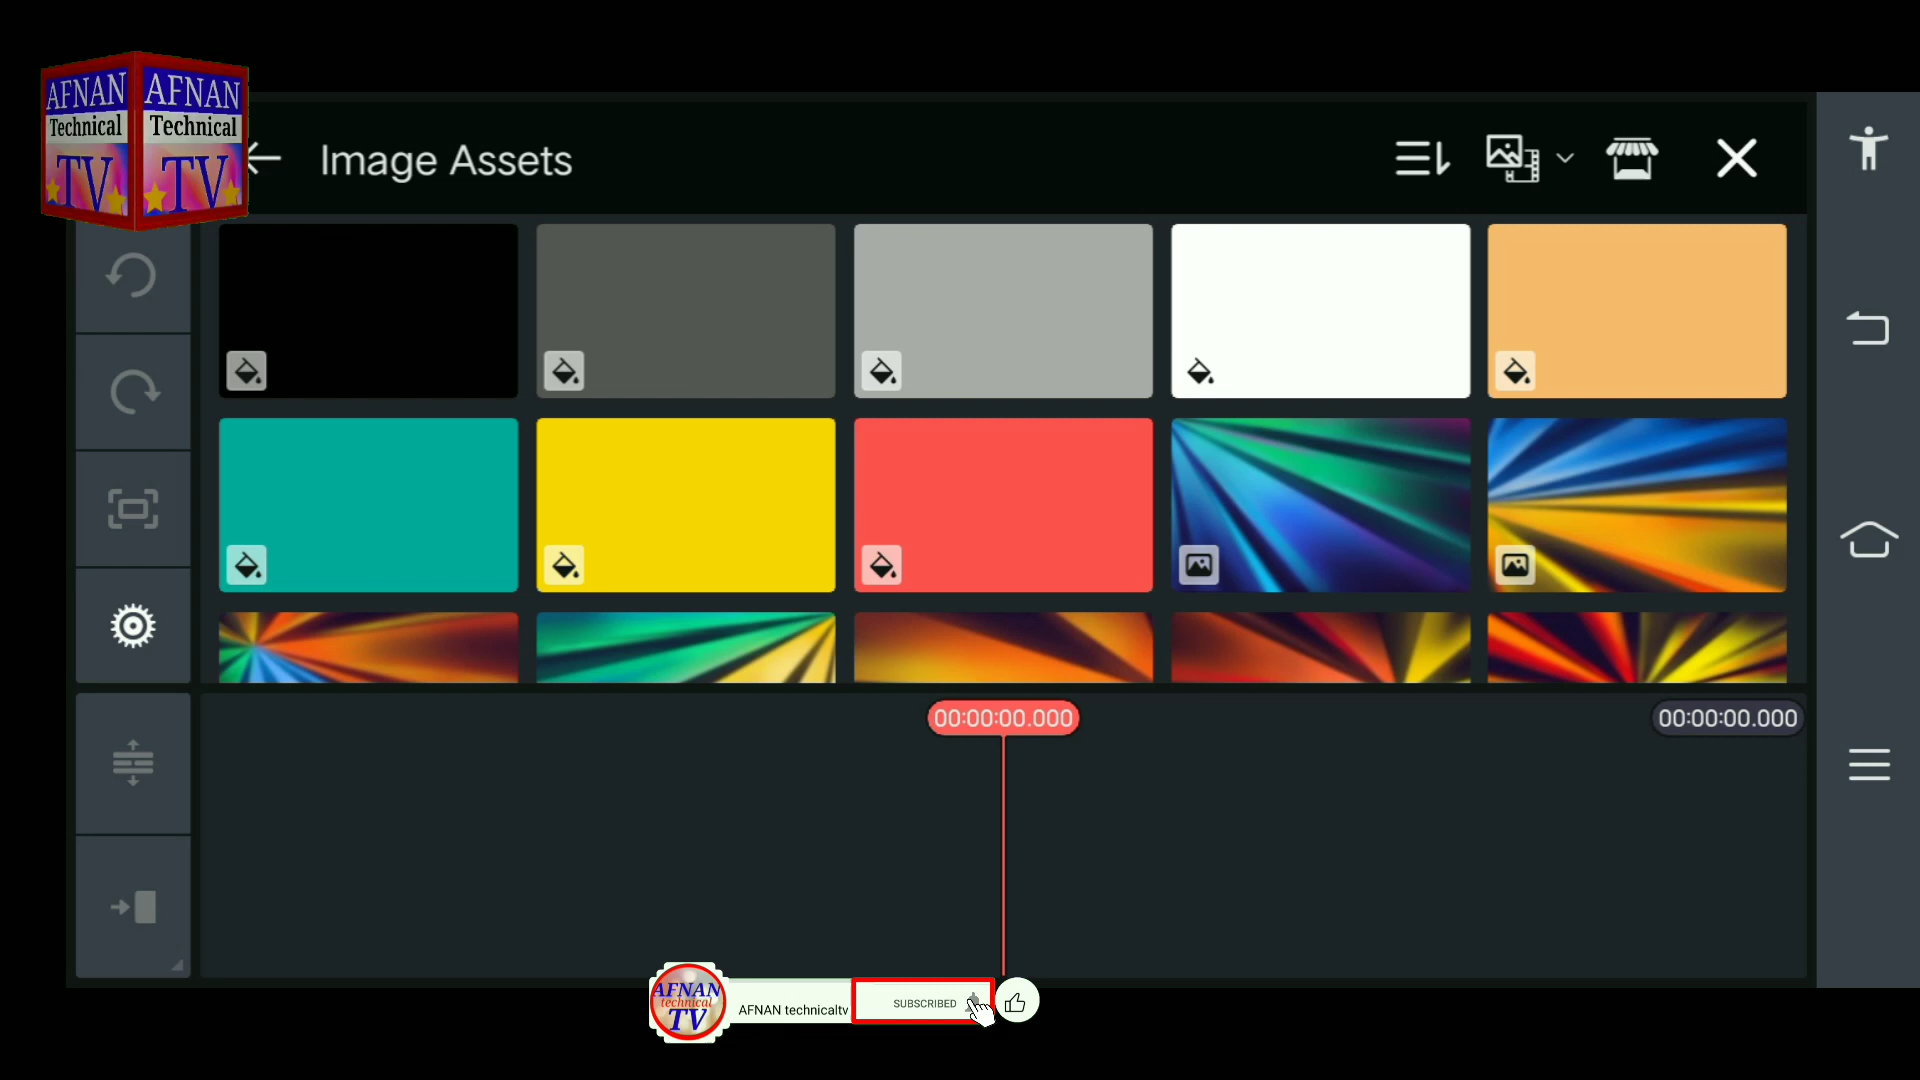 AFNAN AFNAN
Technical Technical
TV TV
Image Assets
00:00:00.000
00:00:00.000
AFNAN
technical
TV
AFNAN technicaltv
SUBSCRIBED